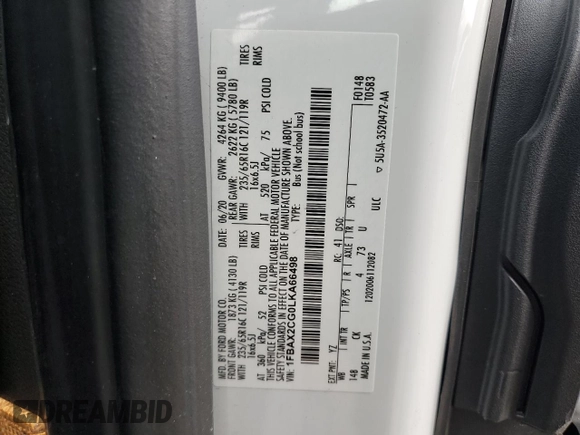 MFD. BY FORD MOTOR CO.
DATE: 06/20 GVWR: 4264 KG ( 9400 LB)
FRONT GAWR: 1873 KG ( 4130 LB) REAR GAWR: 2622 KG ( 5780 LB)
WITH 235/65R16C 121/119R TIRES WITH 235/65R16C 121/119R TIRES
16x6.5J RIMS 16x6.5J RIMS
AT 360 kPa/ 52 PSI COLD AT 520 kPa/ 75 PSI COLD
THIS VEHICLE CONFORMS TO ALL APPLICABLE FEDERAL MOTOR VEHICLE
SAFETY STANDARDS IN EFFECT ON THE DATE OF MANUFACTURE SHOWN ABOVE.
VIN: 1FBAX2CG0LKA66498
Bus (Not school bus)
EXT PNT: YZ RC: 41 DSO: F0148
T0583
WB INT TR TP/PS R AXLE TR SPR
148 CK 4 73 U
ULC
MADE IN U.S.A. 1202006112082
5U5A-3520472-AA
DREAMBID